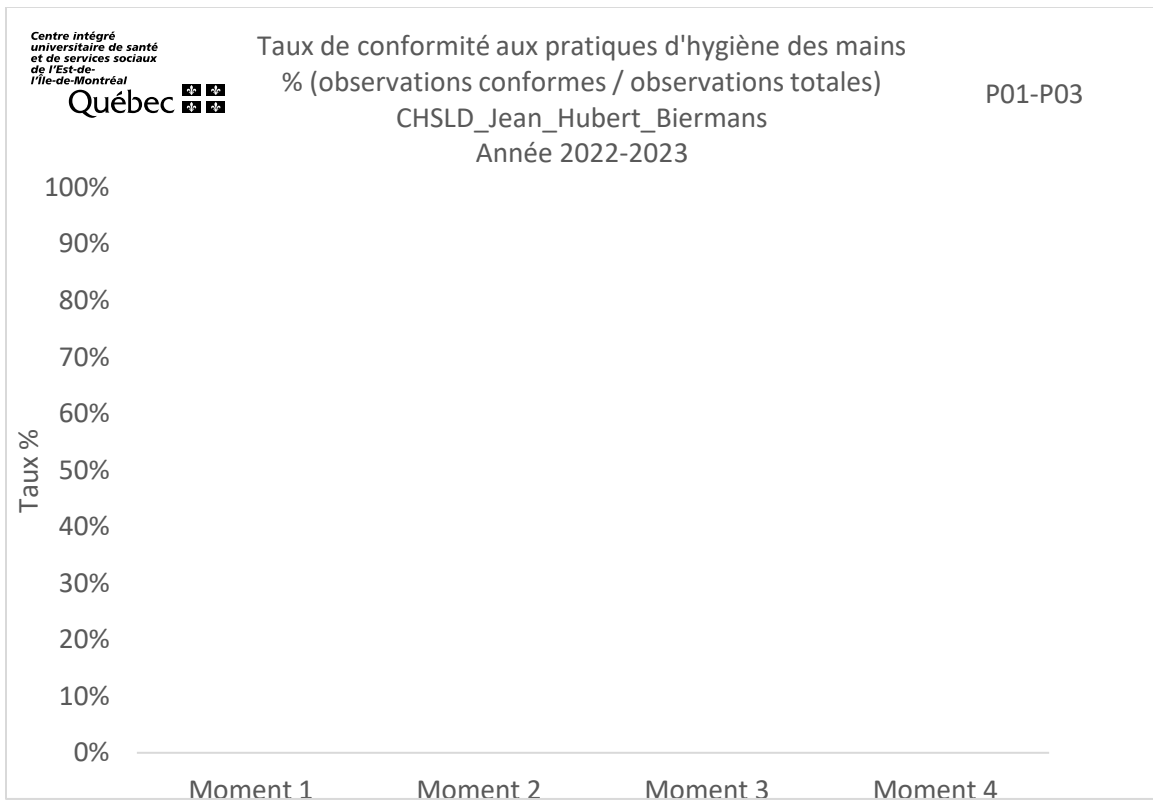 Centre intégré
universitaire de santé
et de services sociaux
de l'Est-de-
l'Île-de-Montréal
Québec
Taux de conformité aux pratiques d'hygiène des mains
% (observations conformes / observations totales)
CHSLD_Jean_Hubert_Biermans
Année 2022-2023
P01-P03
100%
90%
80%
70%
60%
50%
40%
30%
20%
10%
0%
Taux %
Moment 1
Moment 2
Moment 3
Moment 4